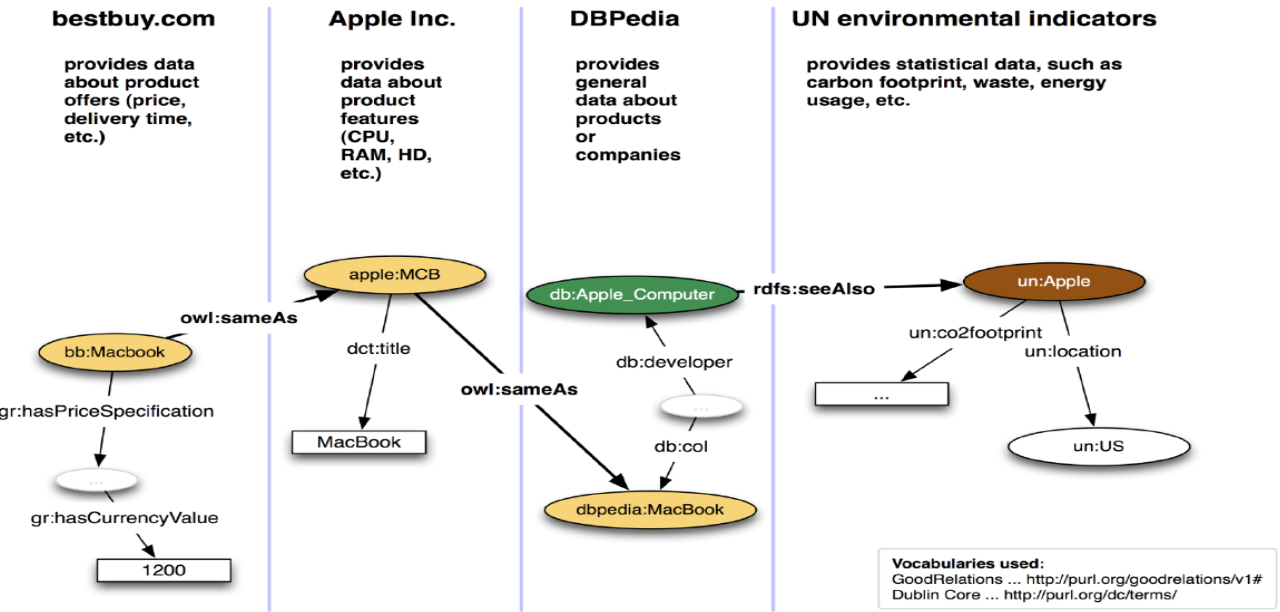 bestbuy.com
provides data
about product
offers (price,
delivery time,
etc.)
Apple Inc.
provides
data about
product
features
(CPU,
RAM, HD,
etc.)
DBPedia
provides
general
data about
products
or
companies
UN environmental indicators
provides statistical data, such as
carbon footprint, waste, energy
usage, etc.
bb:Macbook
owl:sameAs
gr:hasPriceSpecification
...
gr:hasCurrencyValue
1200
apple:MCB
dct:title
MacBook
owl:sameAs
db:Apple_Computer
rdfs:seeAlso
db:developer
...
db:col
dbpedia:MacBook
un:Apple
un:co2footprint
un:location
...
un:US
Vocabularies used:
GoodRelations ... http://purl.org/goodrelations/v1#
Dublin Core ... http://purl.org/dc/terms/